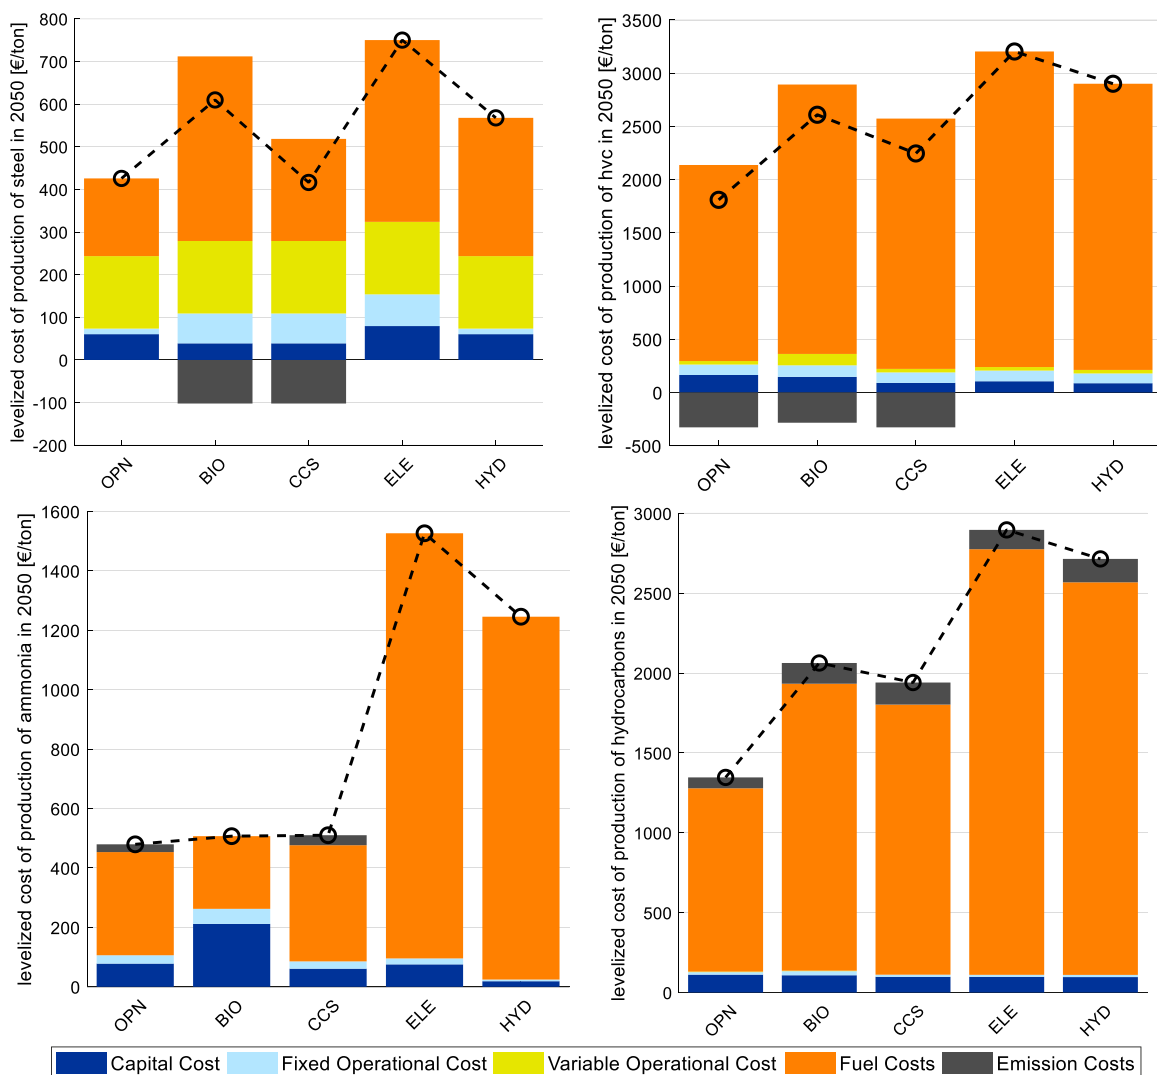 levelized cost of production of steel in 2050 [€/ton]
800
700
600
500
400
300
200
100
0
-100
-200
OPN
BIO
CCS
ELE
HYD
levelized cost of production of hvc in 2050 [€/ton]
3500
3000
2500
2000
1500
1000
500
0
-500
OPN
BIO
CCS
ELE
HYD
levelized cost of production of ammonia in 2050 [€/ton]
1600
1400
1200
1000
800
600
400
200
0
OPN
BIO
CCS
ELE
HYD
levelized cost of production of hydrocarbons in 2050 [€/ton]
3000
2500
2000
1500
1000
500
0
OPN
BIO
CCS
ELE
HYD
Capital Cost
Fixed Operational Cost
Variable Operational Cost
Fuel Costs
Emission Costs